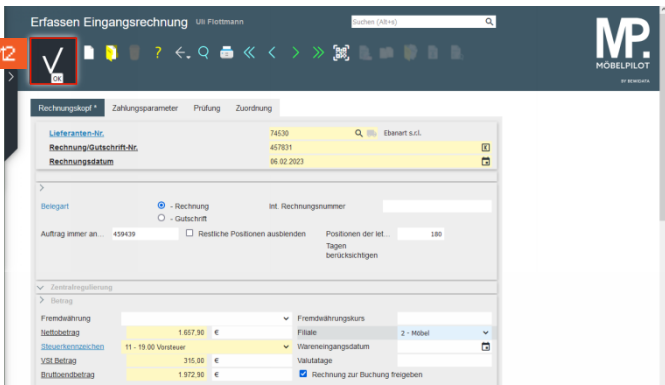 Erfassen Eingangsrechnung Uli Flottmann
Suchen (Alt+s)
12
OK
?
MP.
MÖBELPILOT
BY BEWIDATA
Rechnungskopf * Zahlungsparameter Prüfung Zuordnung
Lieferanten-Nr. 74530 Ebanart s.r.l.
Rechnung/Gutschrift-Nr. 457831
Rechnungsdatum 06.02.2023
Belegart - Rechnung Int. Rechnungsnummer
- Gutschrift
Auftrag immer an... 459439 Restliche Positionen ausblenden Positionen der let... 180
Tagen
berücksichtigen
Zentralregulierung
Betrag
Fremdwährung Fremdwährungskurs
Nettobetrag 1.657,90 € Filiale 2 - Möbel
Steuerkennzeichen 11 - 19.00 Vorsteuer Wareneingangsdatum
VSt Betrag 315,00 € Valutatage
Bruttoendbetrag 1.972,90 € Rechnung zur Buchung freigeben